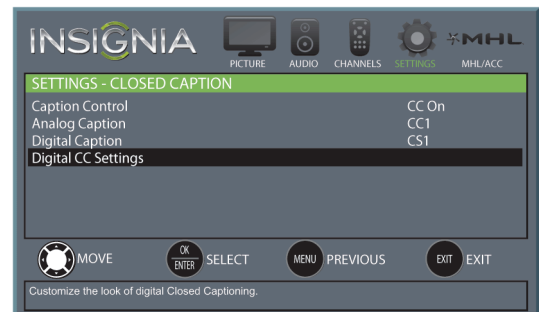 INSIGNIA
PICTURE AUDIO CHANNELS SETTINGS MHL MHL/ACC
SETTINGS - CLOSED CAPTION
Caption Control CC On
Analog Caption CC1
Digital Caption CS1
Digital CC Settings
MOVE OK ENTER SELECT MENU PREVIOUS EXIT EXIT
Customize the look of digital Closed Captioning.